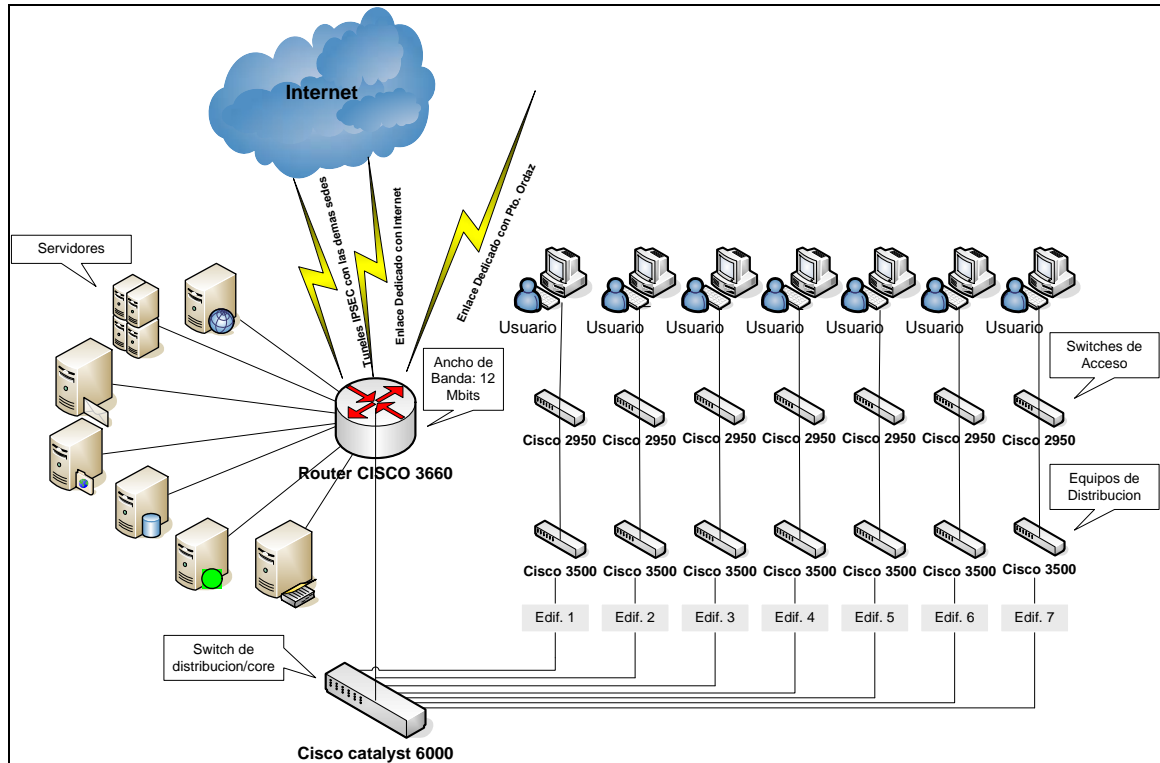 Internet
Tuneles IPSEC con las demas sedes
Enlace Dedicado con Internet
Enlace Dedicado con Pto. Ordaz
Servidores
Ancho de
Banda: 12
Mbits
Router CISCO 3660
Usuario
Usuario
Usuario
Usuario
Usuario
Usuario
Usuario
Switches de
Acceso
Cisco 2950
Cisco 2950
Cisco 2950
Cisco 2950
Cisco 2950
Cisco 2950
Cisco 2950
Equipos de
Distribucion
Cisco 3500
Cisco 3500
Cisco 3500
Cisco 3500
Cisco 3500
Cisco 3500
Cisco 3500
Edif. 1
Edif. 2
Edif. 3
Edif. 4
Edif. 5
Edif. 6
Edif. 7
Switch de
distribucion/core
Cisco catalyst 6000